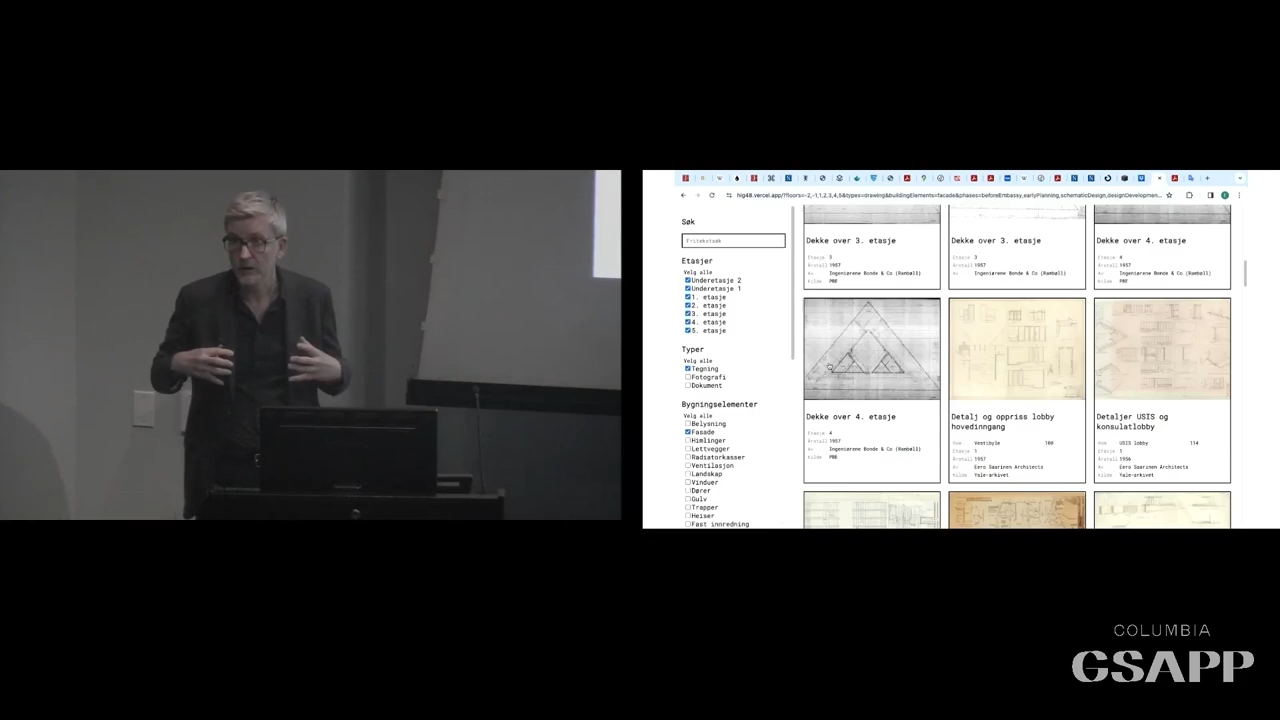 hig48.vercel.app/?floors=-2,-1,1,2,3,4,5&types=drawing&buildingElements=facade&phases=beforeEmbassy,earlyPlanning,schematicDesign,designDevelopmen...
Søk
Fritekstsøk
Etasjer
Velg alle
Underetasje 2
Underetasje 1
1. etasje
2. etasje
3. etasje
4. etasje
5. etasje
Typer
Velg alle
Tegning
Fotografi
Dokument
Bygningselementer
Velg alle
Belysning
Fasade
Himlinger
Lettvegger
Radiatorkasser
Ventilasjon
Landskap
Vinduer
Dører
Gulv
Trapper
Heiser
Fast innredning
Dekke over 3. etasje
Etasje 3
Årstall 1957
Av Ingeniørene Bonde & Co (Rambøll)
Kilde PBE
Dekke over 3. etasje
Etasje 3
Årstall 1957
Av Ingeniørene Bonde & Co (Rambøll)
Kilde PBE
Dekke over 4. etasje
Etasje 4
Årstall 1957
Av Ingeniørene Bonde & Co (Rambøll)
Kilde PBE
Dekke over 4. etasje
Etasje 4
Årstall 1957
Av Ingeniørene Bonde & Co (Rambøll)
Kilde PBE
Detalj og oppriss lobby
hovedinngang
Rom Vestibyle 100
Etasje 1
Årstall 1957
Av Eero Saarinen Architects
Kilde Yale-arkivet
Detaljer USIS og
konsulatlobby
Rom USIS lobby 114
Etasje 1
Årstall 1956
Av Eero Saarinen Architects
Kilde Yale-arkivet
COLUMBIA
GSAPP